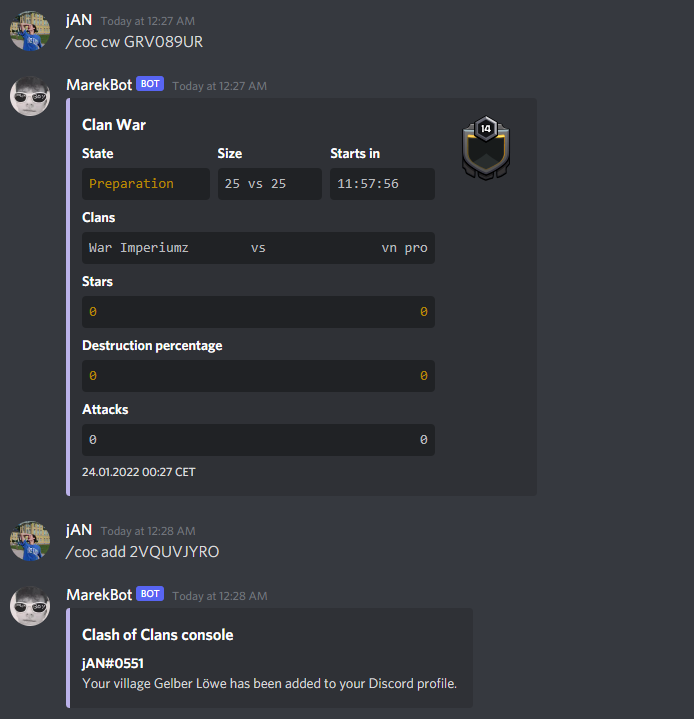 jAN Today at 12:27 AM
/coc cw GRV089UR
MarekBot BOT Today at 12:27 AM
Clan War
14
State Size Starts in
Preparation 25 vs 25 11:57:56
Clans
War Imperiumz vs vn pro
Stars
0 0
Destruction percentage
0 0
Attacks
0 0
24.01.2022 00:27 CET
jAN Today at 12:28 AM
/coc add 2VQUVJYRO
MarekBot BOT Today at 12:28 AM
Clash of Clans console
jAN#0551
Your village Gelber Löwe has been added to your Discord profile.